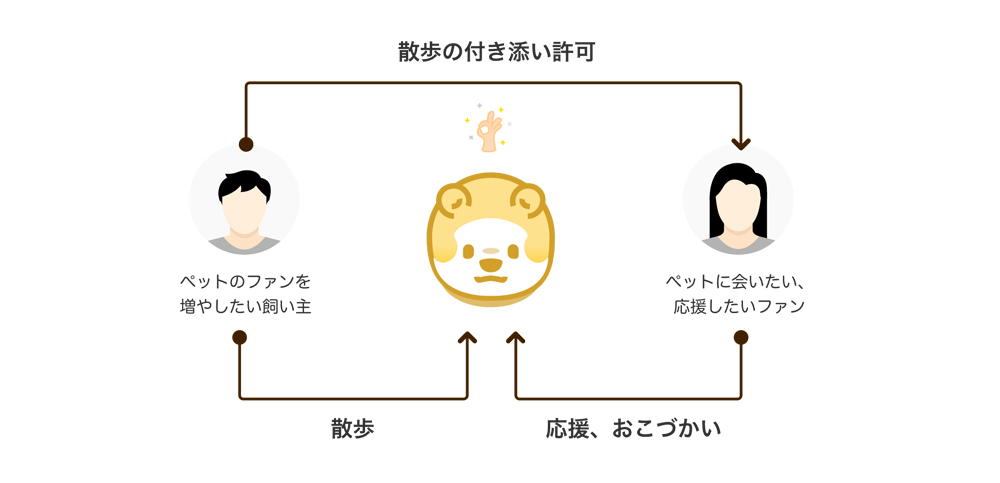 散歩の付き添い許可
ペットのファンを
増やしたい飼い主
ペットに会いたい、
応援したいファン
散歩
応援、おこづかい